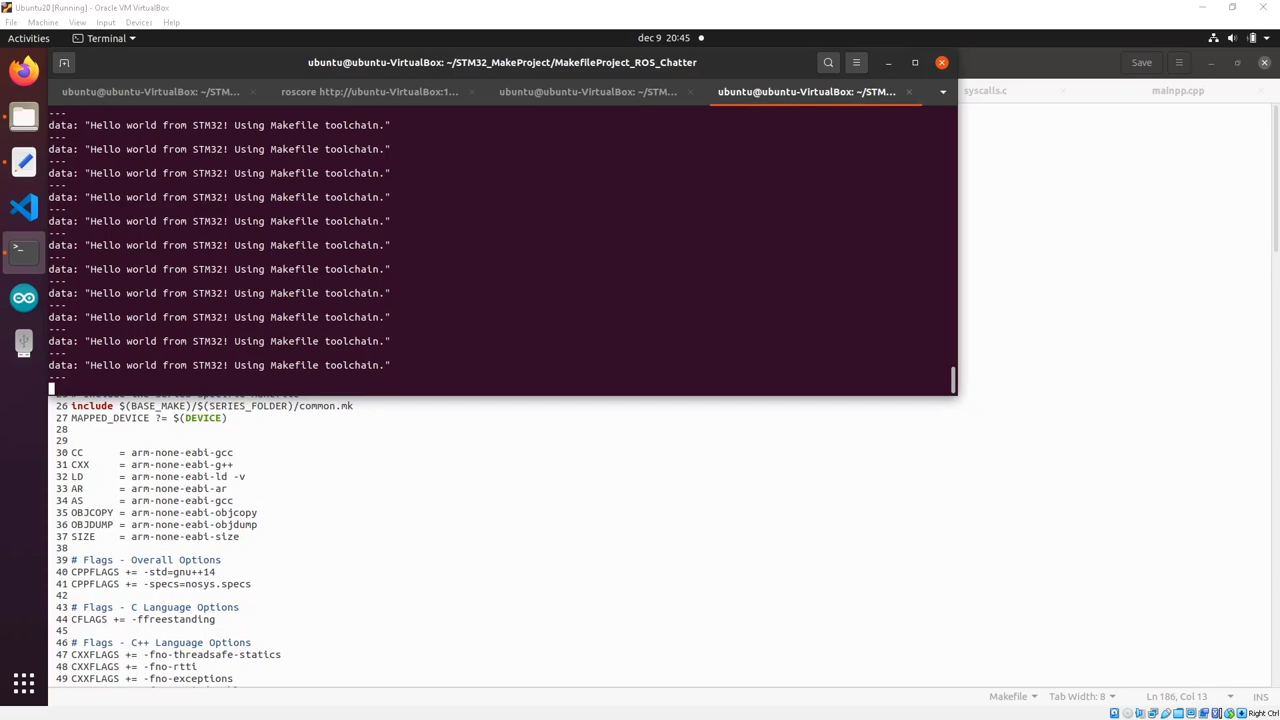 Ubuntu20 [Running] - Oracle VM VirtualBox
File Machine View Input Devices Help
Activities Terminal dec 9 20:45
ubuntu@ubuntu-VirtualBox: ~/STM32_MakeProject/MakefileProject_ROS_Chatter Save
ubuntu@ubuntu-VirtualBox: ~/STM... roscore http://ubuntu-VirtualBox:1... ubuntu@ubuntu-VirtualBox: ~/STM... ubuntu@ubuntu-VirtualBox: ~/STM... syscalls.c mainpp.cpp
---
data: "Hello world from STM32! Using Makefile toolchain."
---
data: "Hello world from STM32! Using Makefile toolchain."
---
data: "Hello world from STM32! Using Makefile toolchain."
---
data: "Hello world from STM32! Using Makefile toolchain."
---
data: "Hello world from STM32! Using Makefile toolchain."
---
data: "Hello world from STM32! Using Makefile toolchain."
---
data: "Hello world from STM32! Using Makefile toolchain."
---
data: "Hello world from STM32! Using Makefile toolchain."
---
data: "Hello world from STM32! Using Makefile toolchain."
---
data: "Hello world from STM32! Using Makefile toolchain."
---
data: "Hello world from STM32! Using Makefile toolchain."
---
26 include $(BASE_MAKE)/$(SERIES_FOLDER)/common.mk
27 MAPPED_DEVICE ?= $(DEVICE)
28
29
30 CC = arm-none-eabi-gcc
31 CXX = arm-none-eabi-g++
32 LD = arm-none-eabi-ld -v
33 AR = arm-none-eabi-ar
34 AS = arm-none-eabi-gcc
35 OBJCOPY = arm-none-eabi-objcopy
36 OBJDUMP = arm-none-eabi-objdump
37 SIZE = arm-none-eabi-size
38
39 # Flags - Overall Options
40 CPPFLAGS += -std=gnu++14
41 CPPFLAGS += -specs=nosys.specs
42
43 # Flags - C Language Options
44 CFLAGS += -ffreestanding
45
46 # Flags - C++ Language Options
47 CXXFLAGS += -fno-threadsafe-statics
48 CXXFLAGS += -fno-rtti
49 CXXFLAGS += -fno-exceptions
Makefile Tab Width: 8 Ln 186, Col 13 INS
Right Ctrl